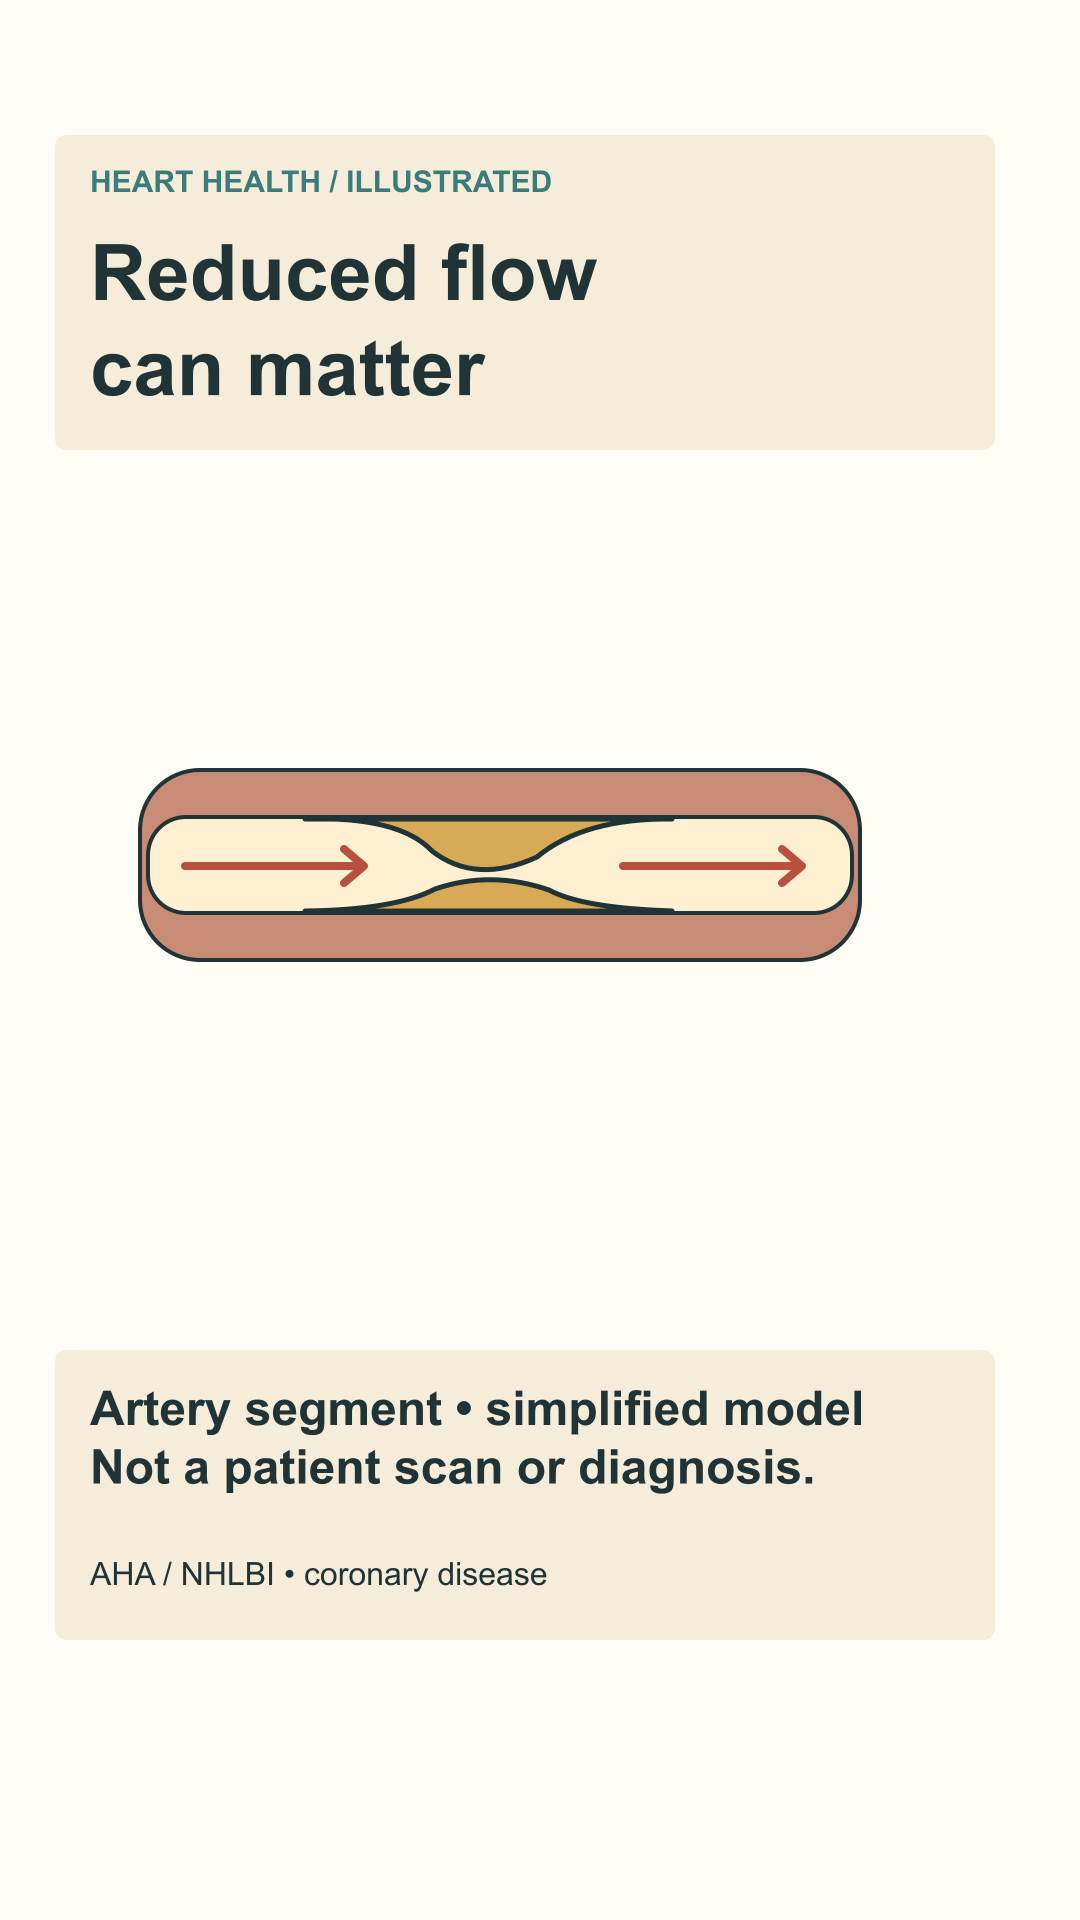 HEART HEALTH / ILLUSTRATED
Reduced flow
can matter
Artery segment • simplified model
Not a patient scan or diagnosis.
AHA / NHLBI • coronary disease